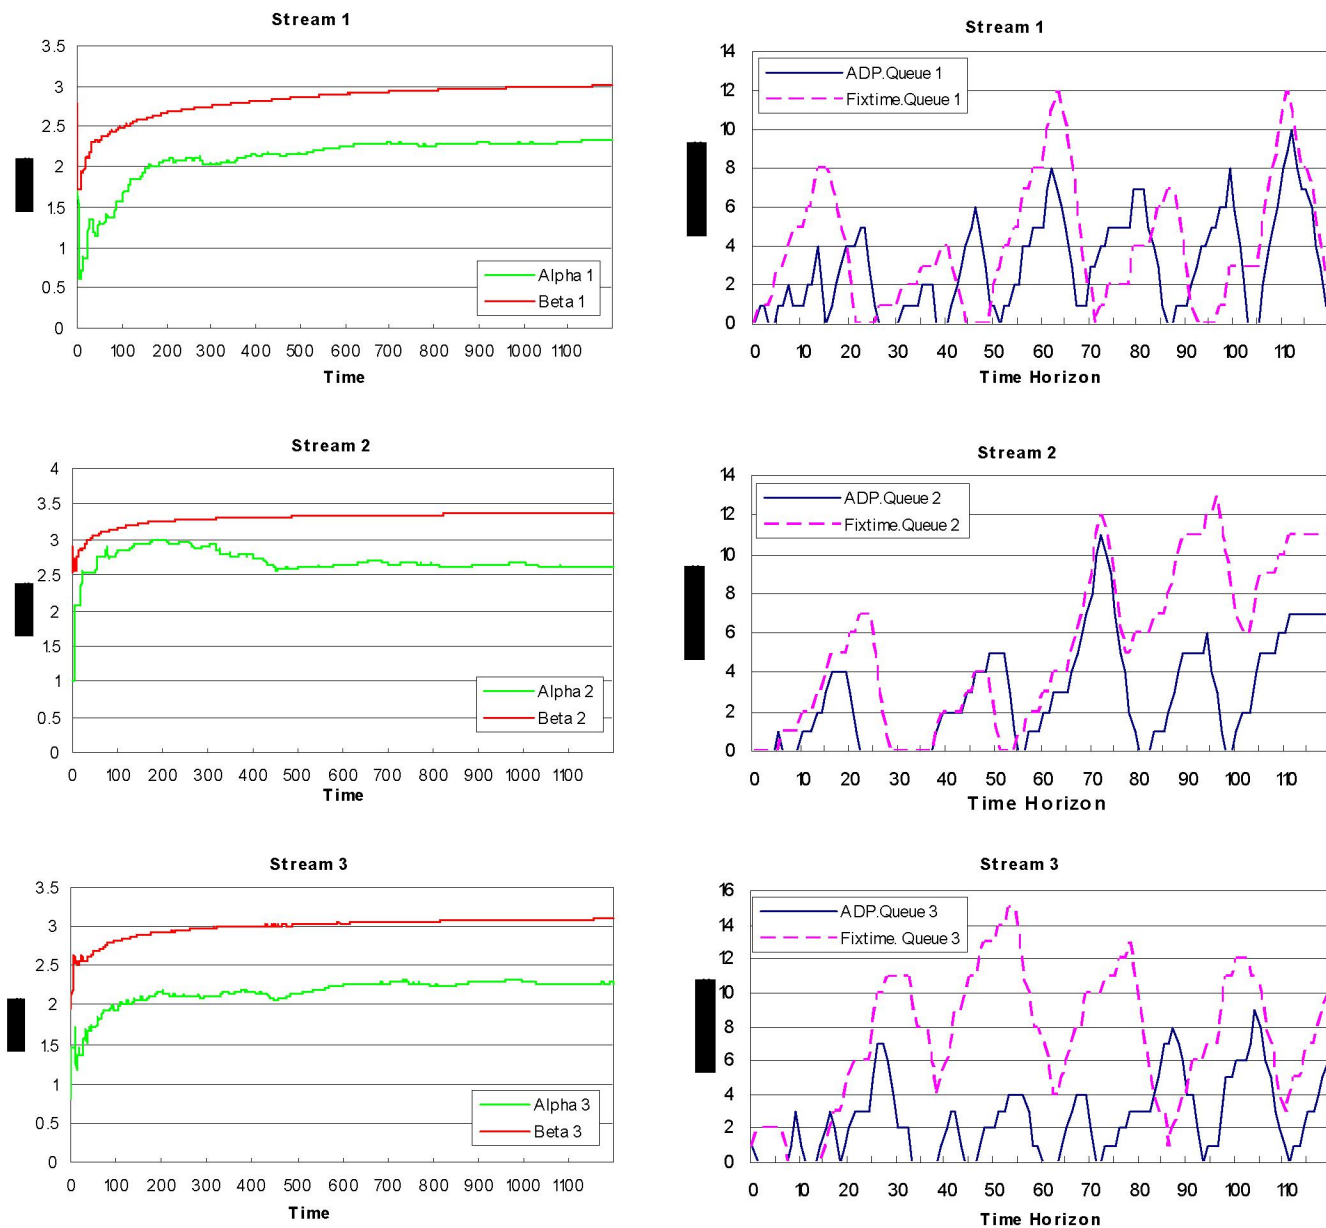 Stream 1
3.5
3
2.5
2
1.5
1
0.5
0
Alpha 1
Beta 1
0 100 200 300 400 500 600 700 800 900 1000 1100
Time
Stream 1
14
12
10
8
6
4
2
0
ADP.Queue 1
Fixtime.Queue 1
0 10 20 30 40 50 60 70 80 90 100 110
Time Horizon
Stream 2
4
3.5
3
2.5
2
1.5
1
0.5
0
Alpha 2
Beta 2
0 100 200 300 400 500 600 700 800 900 1000 1100
Time
Stream 2
14
12
10
8
6
4
2
0
ADP.Queue 2
Fixtime.Queue 2
0 10 20 30 40 50 60 70 80 90 100 110
Time Horizon
Stream 3
3.5
3
2.5
2
1.5
1
0.5
0
Alpha 3
Beta 3
0 100 200 300 400 500 600 700 800 900 1000 1100
Time
Stream 3
16
14
12
10
8
6
4
2
0
ADP.Queue 3
Fixtime. Queue 3
0 10 20 30 40 50 60 70 80 90 100 110
Time Horizon